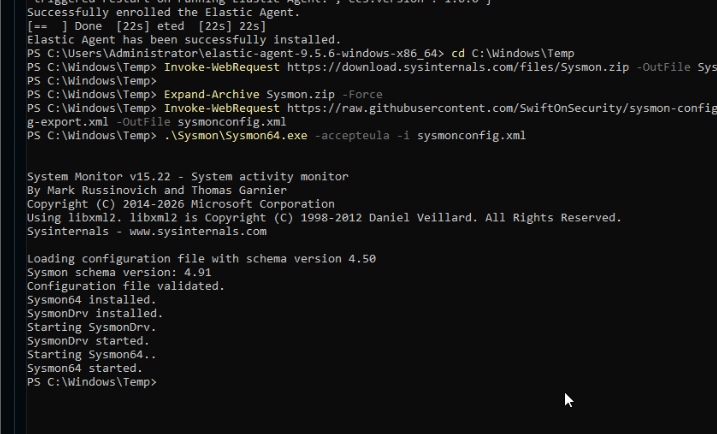 triggered restart on running Elastic Agent.
Successfully enrolled the Elastic Agent.
[==  ] Done  [22s] eted  [22s] 22s]
Elastic Agent has been successfully installed.
PS C:\Users\Administrator\elastic-agent-9.5.6-windows-x86_64> cd C:\Windows\Temp
PS C:\Windows\Temp> Invoke-WebRequest https://download.sysinternals.com/files/Sysmon.zip -OutFile Sys
PS C:\Windows\Temp>
PS C:\Windows\Temp> Expand-Archive Sysmon.zip -Force
PS C:\Windows\Temp> Invoke-WebRequest https://raw.githubusercontent.com/SwiftOnSecurity/sysmon-config
g-export.xml -OutFile sysmonconfig.xml
PS C:\Windows\Temp> .\Sysmon\Sysmon64.exe -accepteula -i sysmonconfig.xml
System Monitor v15.22 - System activity monitor
By Mark Russinovich and Thomas Garnier
Copyright (C) 2014-2026 Microsoft Corporation
Using libxml2. libxml2 is Copyright (C) 1998-2012 Daniel Veillard. All Rights Reserved.
Sysinternals - www.sysinternals.com
Loading configuration file with schema version 4.50
Sysmon schema version: 4.91
Configuration file validated.
Sysmon64 installed.
SysmonDrv installed.
Starting SysmonDrv.
SysmonDrv started.
Starting Sysmon64..
Sysmon64 started.
PS C:\Windows\Temp>